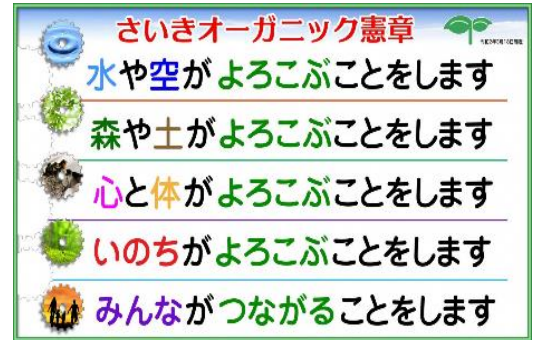 さいきオーガニック憲章
水や空がよろこぶことをします
森や土がよろこぶことをします
心と体がよろこぶことをします
いのちがよろこぶことをします
みんながつながることをします